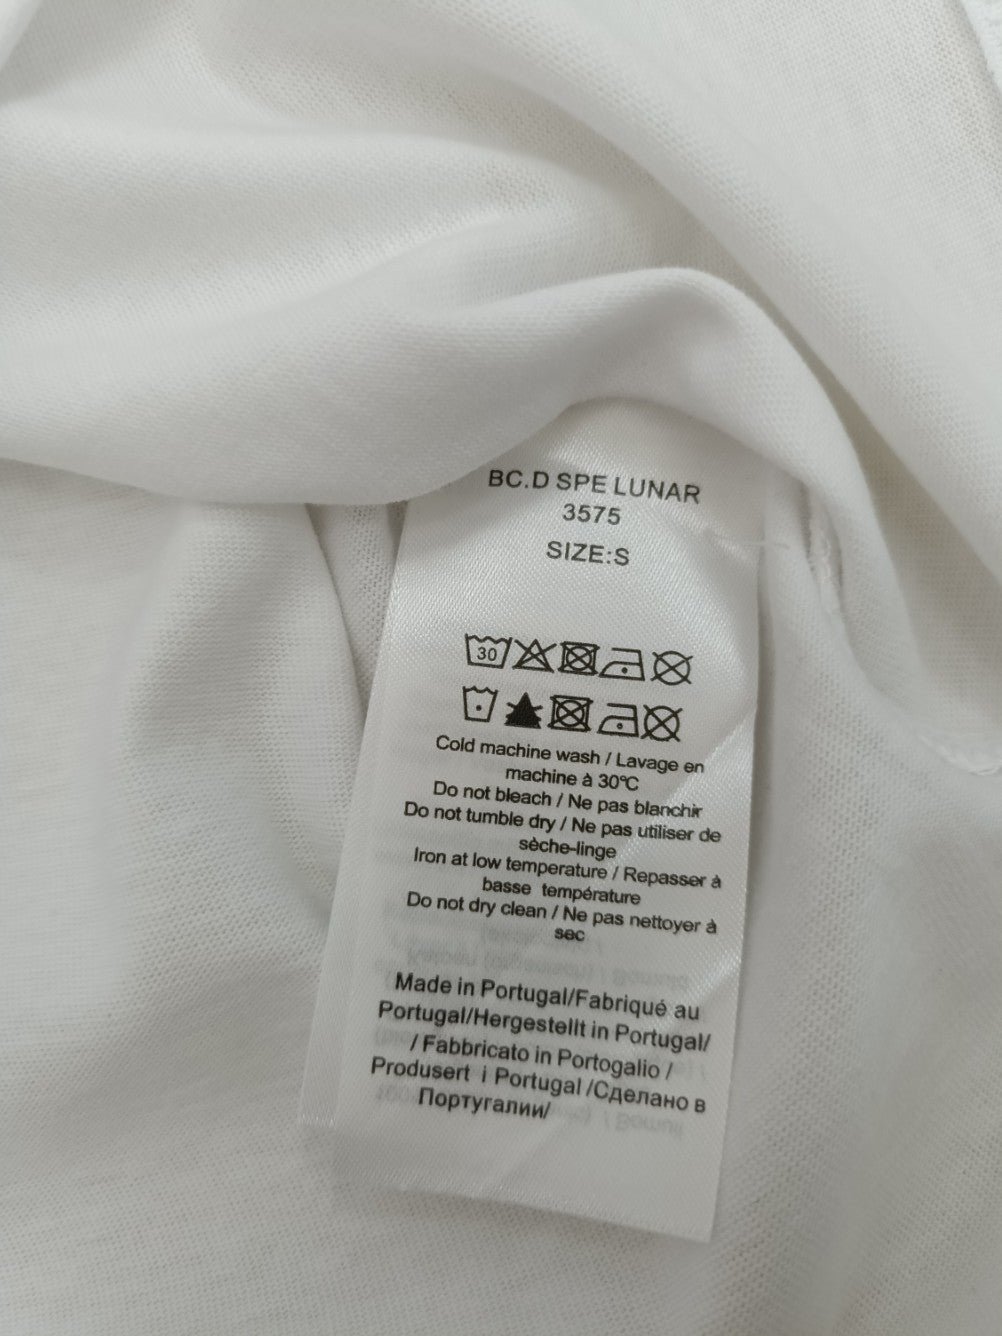 BC.D SPE LUNAR
3575
SIZE:S
30
Cold machine wash / Lavage en
machine à 30°C
Do not bleach / Ne pas blanchir
Do not tumble dry / Ne pas utiliser de
sèche-linge
Iron at low temperature / Repasser à
basse température
Do not dry clean / Ne pas nettoyer à
sec
Made in Portugal/Fabriqué au
Portugal/Hergestellt in Portugal/
/ Fabbricato in Portogalio /
Produsert i Portugal /Сделано в
Португалии/